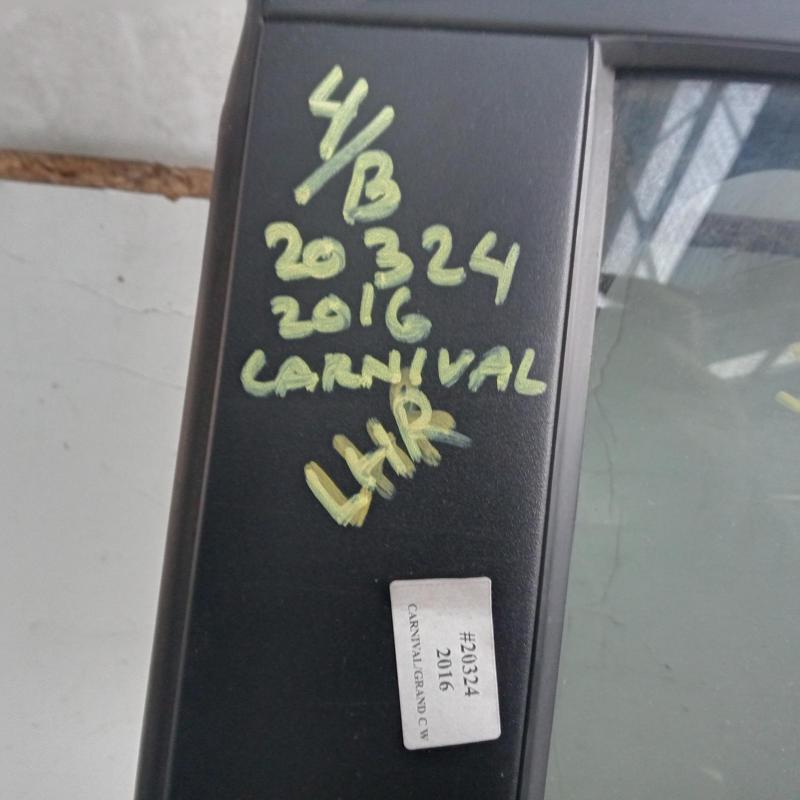 4/B
20324
2016
CARNIVAL
LHR
#20324
2016
CARNIVAL/GRAND C W